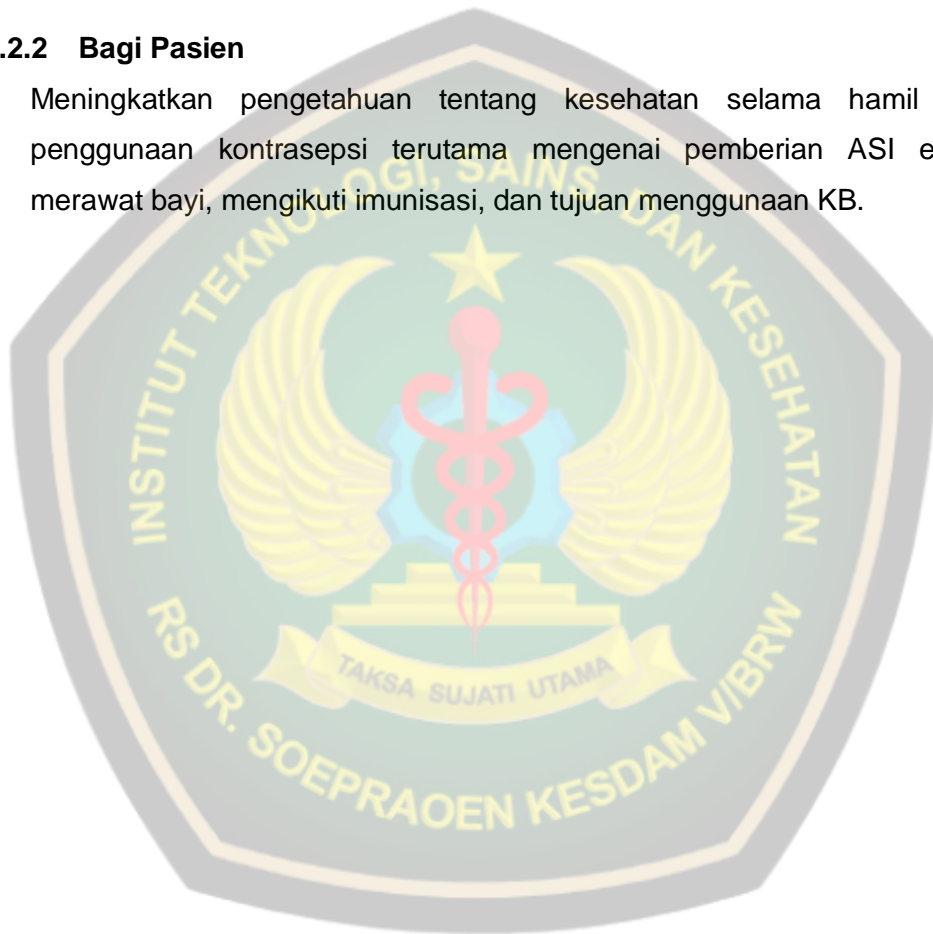 .2.2 Bagi Pasien
Meningkatkan pengetahuan tentang kesehatan selama hamil
penggunaan kontrasepsi terutama mengenai pemberian ASI
merawat bayi, mengikuti imunisasi, dan tujuan menggunaan KB.
INSTITUT TEKNOLOGI, SAINS, DAN KESEHATAN
TAKSA SUJATI UTAMA
RS DR. SOEPRAOEN KESDAM V/BRW